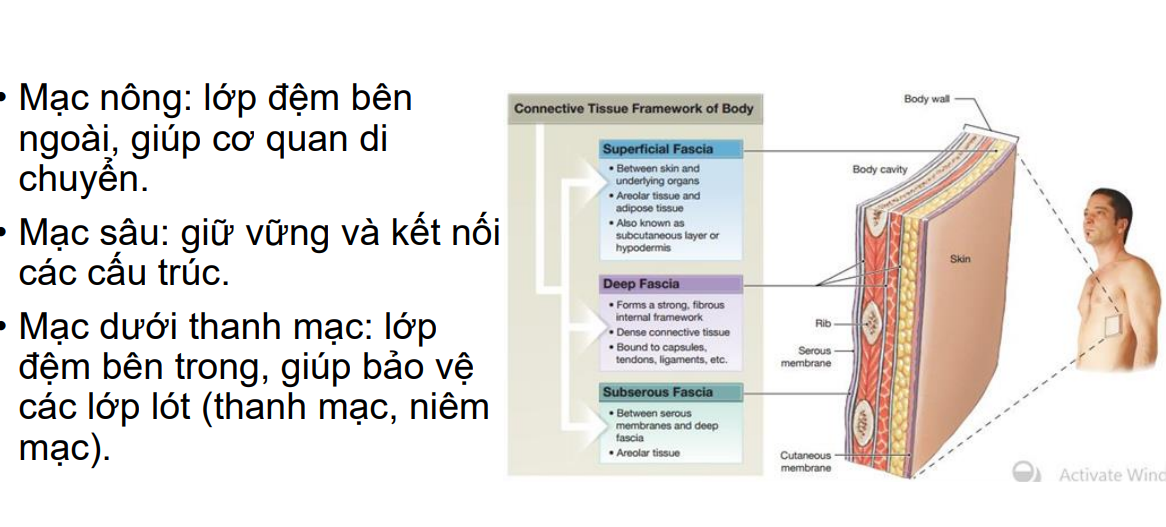 • Mạc nông: lớp đệm bên
ngoài, giúp cơ quan di
chuyển.
• Mạc sâu: giữ vững và kết nối
các cấu trúc.
• Mạc dưới thanh mạc: lớp
đệm bên trong, giúp bảo vệ
các lớp lót (thanh mạc, niêm
mạc).
Connective Tissue Framework of Body
Superficial Fascia
• Between skin and
underlying organs
• Areolar tissue and
adipose tissue
• Also known as
subcutaneous layer or
hypodermis
Deep Fascia
• Forms a strong, fibrous
internal framework
• Dense connective tissue
• Bound to capsules,
tendons, ligaments, etc.
Subserous Fascia
• Between serous
membranes and deep
fascia
• Areolar tissue
Body wall
Body cavity
Skin
Rib
Serous
membrane
Cutaneous
membrane
Activate Wind